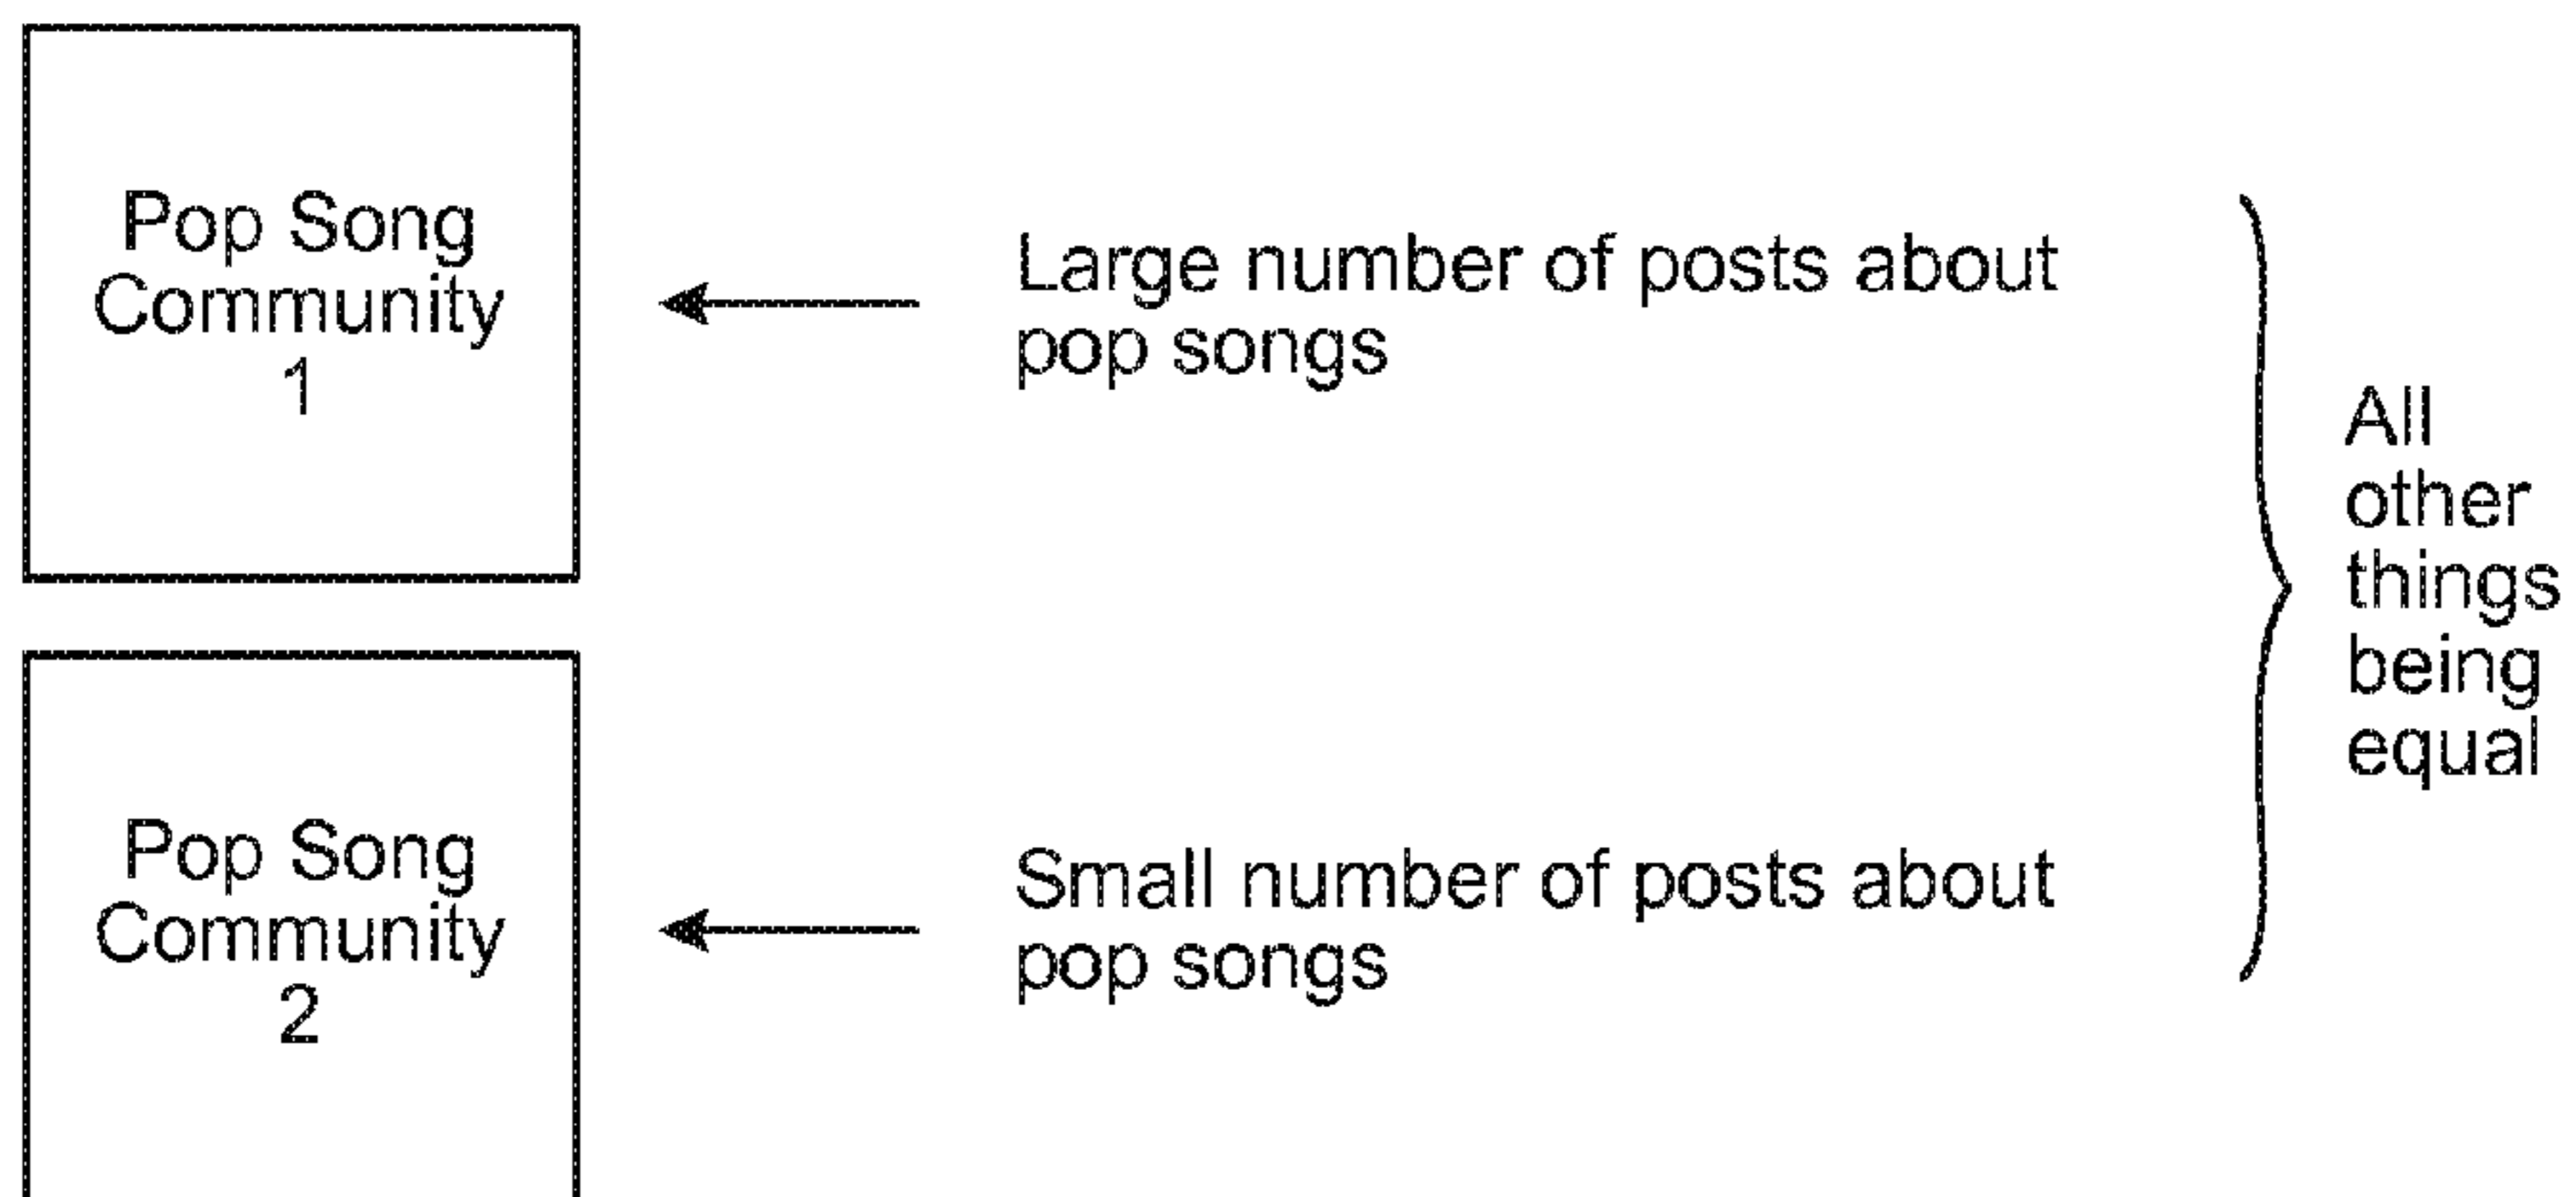 Pop Song
Community
1
Large number of posts about
pop songs
All
other
things
being
equal
Pop Song
Community
2
Small number of posts about
pop songs